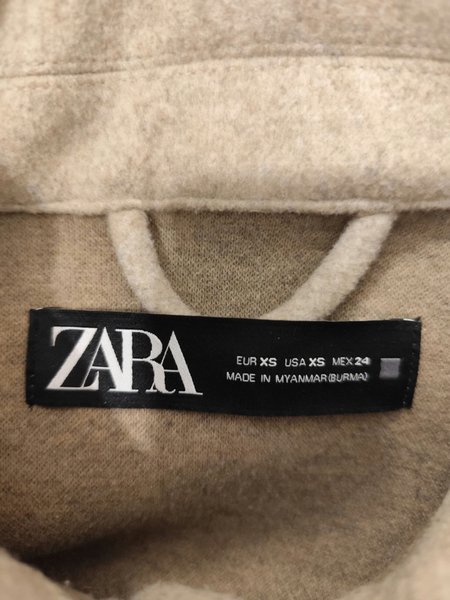 ZARA
EUR XS USA XS MEX 24
MADE IN MYANMAR (BURMA)